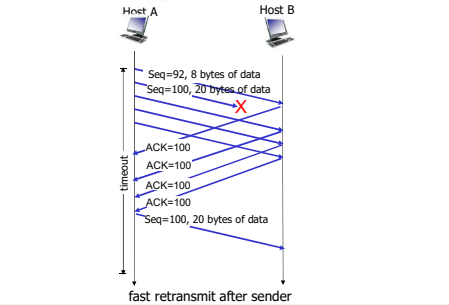 Host A
Host B
Seq=92, 8 bytes of data
Seq=100, 20 bytes of data
X
ACK=100
ACK=100
ACK=100
ACK=100
timeout
Seq=100, 20 bytes of data
fast retransmit after sender